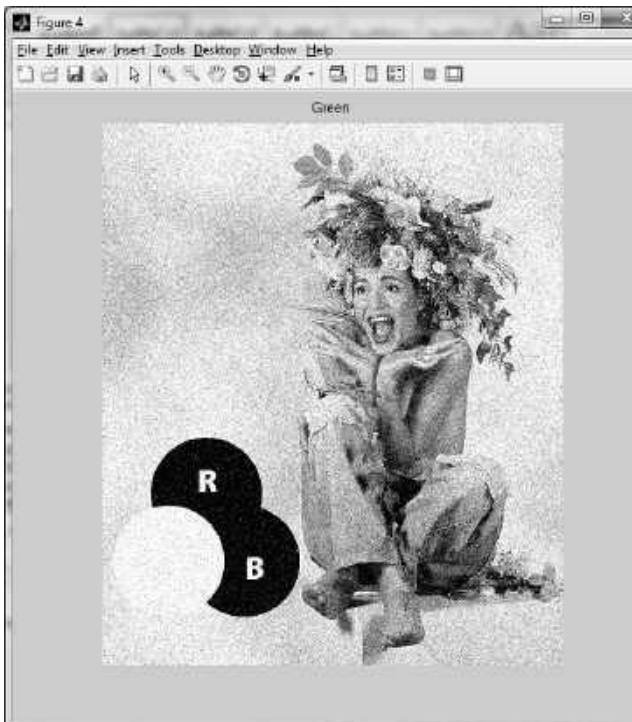 Figure 4
File Edit View Insert Tools Desktop Window Help
Green
R
B